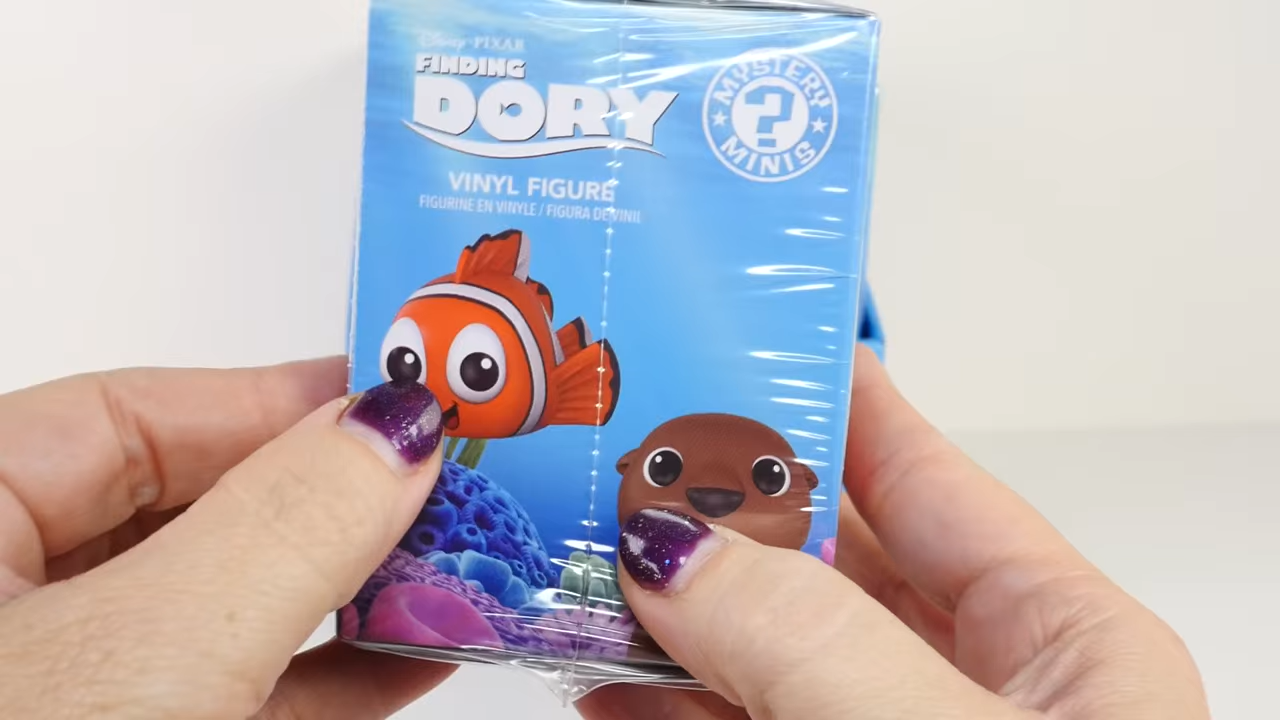 Disney · PIXAR
FINDING
DORY
MYSTERY
?
MINIS
VINYL FIGURE
FIGURINE EN VINYLE / FIGURA DE VINIL